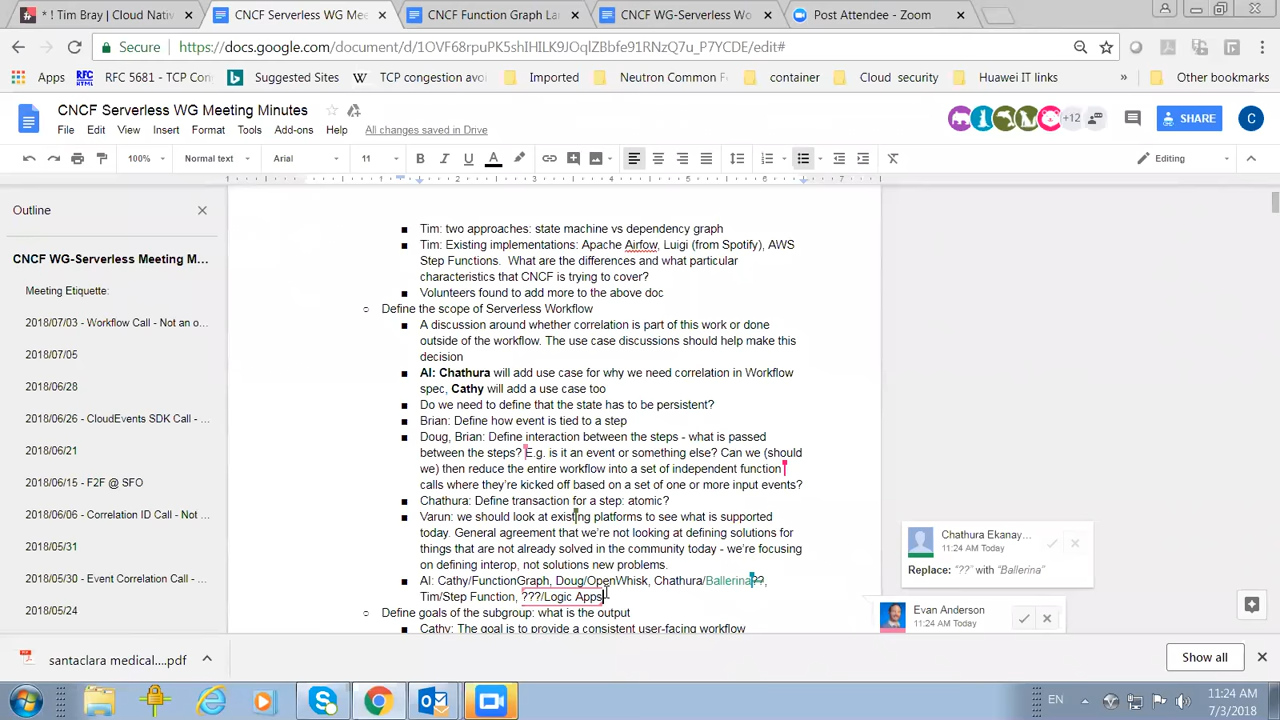 * ! Tim Bray | Cloud Nativ
CNCF Serverless WG Mee
CNCF Function Graph La
CNCF WG-Serverless Wo
Post Attendee - Zoom
Secure
https://docs.google.com/document/d/1OVF68rpuPK5shIHILK9JOqlZBbfe91RNzQ7u_P7YCDE/edit#
Apps
RFC 5681 - TCP Con
Suggested Sites
TCP congestion avoi
Imported
Neutron Common
container
Cloud security
Huawei IT links
»
Other bookmarks
CNCF Serverless WG Meeting Minutes
File Edit View Insert Format Tools Add-ons Help All changes saved in Drive
+12
SHARE
C
100% Normal text Arial 11 B I U A Editing
1 1 2 3 4 5 6 7
Outline
CNCF WG-Serverless Meeting M...
Meeting Etiquette:
2018/07/03 - Workflow Call - Not an o...
2018/07/05
2018/06/28
2018/06/26 - CloudEvents SDK Call - ...
2018/06/21
2018/06/15 - F2F @ SFO
2018/06/06 - Correlation ID Call - Not ...
2018/05/31
2018/05/30 - Event Correlation Call - ...
2018/05/24
■ Tim: two approaches: state machine vs dependency graph
■ Tim: Existing implementations: Apache Airfow, Luigi (from Spotify), AWS
Step Functions. What are the differences and what particular
characteristics that CNCF is trying to cover?
■ Volunteers found to add more to the above doc
○ Define the scope of Serverless Workflow
■ A discussion around whether correlation is part of this work or done
outside of the workflow. The use case discussions should help make this
decision
■ AI: Chathura will add use case for why we need correlation in Workflow
spec, Cathy will add a use case too
■ Do we need to define that the state has to be persistent?
■ Brian: Define how event is tied to a step
■ Doug, Brian: Define interaction between the steps - what is passed
between the steps? E.g. is it an event or something else? Can we (should
we) then reduce the entire workflow into a set of independent function
calls where they're kicked off based on a set of one or more input events?
■ Chathura: Define transaction for a step: atomic?
■ Varun: we should look at existing platforms to see what is supported
today. General agreement that we're not looking at defining solutions for
things that are not already solved in the community today - we're focusing
on defining interop, not solutions new problems.
■ AI: Cathy/FunctionGraph, Doug/OpenWhisk, Chathura/Ballerina??,
Tim/Step Function, ???/Logic Apps
○ Define goals of the subgroup: what is the output
■ Cathy: The goal is to provide a consistent user-facing workflow
Chathura Ekanay...
11:24 AM Today
Replace: "??" with "Ballerina"
Evan Anderson
11:24 AM Today
santaclara medical....pdf
Show all
EN
11:24 AM
7/3/2018